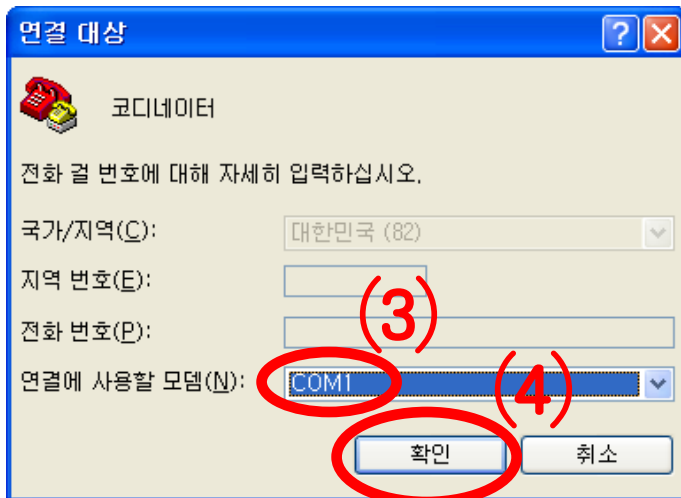 연결 대상
코디네이터
전화 걸 번호에 대해 자세히 입력하십시오.
국가/지역(C): 대한민국 (82)
지역 번호(E):
(3)
전화 번호(P):
연결에 사용할 모뎀(N): COM1
(4)
확인 취소